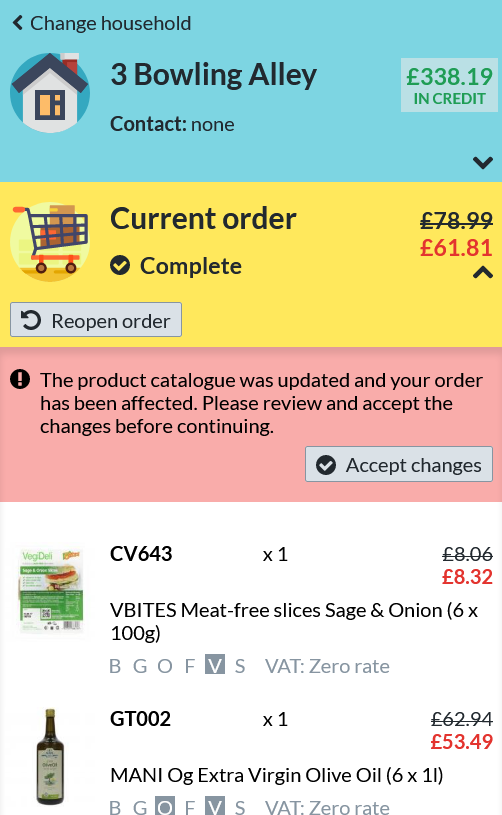 Change household
3 Bowling Alley
£338.19
IN CREDIT
Contact: none
Current order
£78.99
£61.81
Complete
Reopen order
The product catalogue was updated and your order
has been affected. Please review and accept the
changes before continuing.
Accept changes
CV643 x 1 £8.06
£8.32
VegDeli
Sage & Onion Slices
VBITES Meat-free slices Sage & Onion (6 x
100g)
B G O F V S VAT: Zero rate
GT002 x 1 £62.94
£53.49
MANI Og Extra Virgin Olive Oil (6 x 1l)
B G O F V S VAT: Zero rate